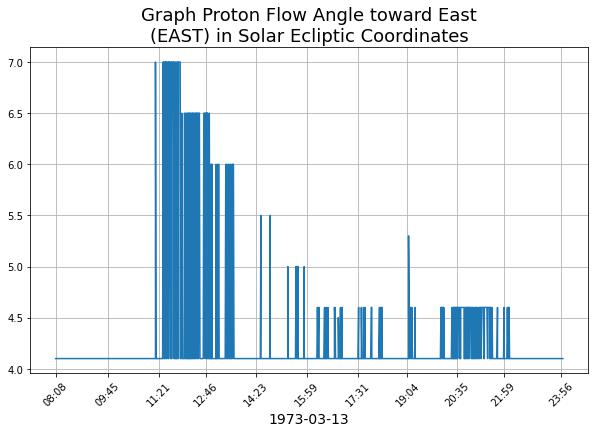 Graph Proton Flow Angle toward East
(EAST) in Solar Ecliptic Coordinates
7.0
6.5
6.0
5.5
5.0
4.5
4.0
08:08 09:45 11:21 12:46 14:23 15:59 17:31 19:04 20:35 21:59 23:56
1973-03-13